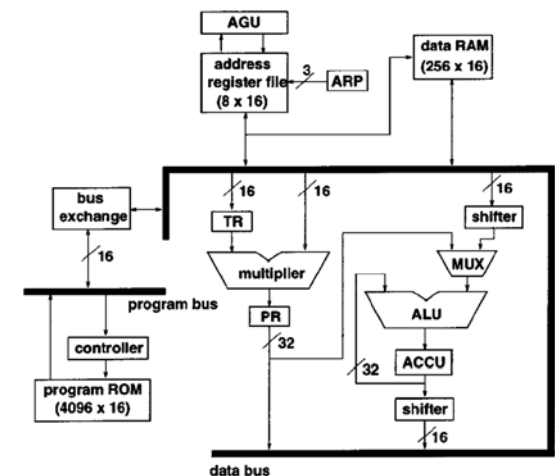 AGU
address
register file
(8 x 16)
3
ARP
data RAM
(256 x 16)
bus
exchange
16
16
16
16
TR
shifter
multiplier
MUX
program bus
PR
ALU
controller
32
32
ACCU
program ROM
(4096 x 16)
shifter
16
data bus